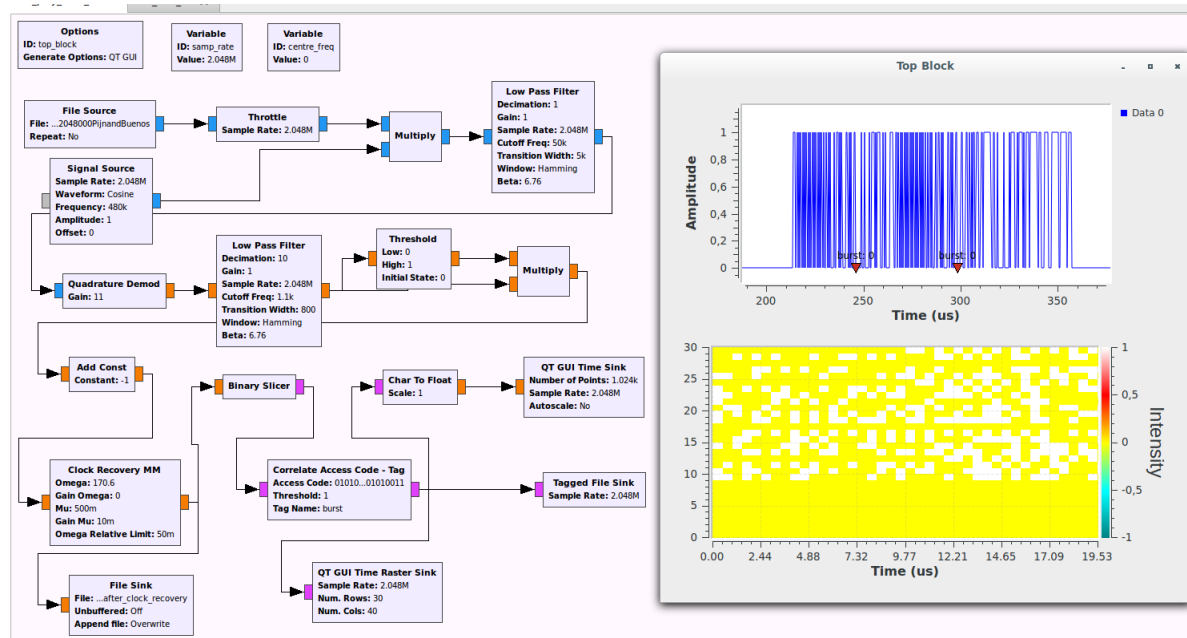 Options
ID: top_block
Generate Options: QT GUI
Variable
ID: samp_rate
Value: 2.048M
Variable
ID: centre_freq
Value: 0
File Source
File: ...2048000PijnandBuenos
Repeat: No
Throttle
Sample Rate: 2.048M
Multiply
Low Pass Filter
Decimation: 1
Gain: 1
Sample Rate: 2.048M
Cutoff Freq: 50k
Transition Width: 5k
Window: Hamming
Beta: 6.76
Signal Source
Sample Rate: 2.048M
Waveform: Cosine
Frequency: 480k
Amplitude: 1
Offset: 0
Quadrature Demod
Gain: 11
Low Pass Filter
Decimation: 10
Gain: 1
Sample Rate: 2.048M
Cutoff Freq: 1.1k
Transition Width: 800
Window: Hamming
Beta: 6.76
Threshold
Low: 0
High: 1
Initial State: 0
Multiply
Add Const
Constant: -1
Binary Slicer
Char To Float
Scale: 1
QT GUI Time Sink
Number of Points: 1.024k
Sample Rate: 2.048M
Autoscale: No
Clock Recovery MM
Omega: 170.6
Gain Omega: 0
Mu: 500m
Gain Mu: 10m
Omega Relative Limit: 50m
Correlate Access Code - Tag
Access Code: 01010...01010011
Threshold: 1
Tag Name: burst
Tagged File Sink
Sample Rate: 2.048M
File Sink
File: ...after_clock_recovery
Unbuffered: Off
Append file: Overwrite
QT GUI Time Raster Sink
Sample Rate: 2.048M
Num. Rows: 30
Num. Cols: 40
Top Block
Data 0
Amplitude
1
0,8
0,6
0,4
0,2
0
burst: 0
burst: 0
200 250 300 350
Time (us)
30
25
20
15
10
5
0
0.00 2.44 4.88 7.32 9.77 12.21 14.65 17.09 19.53
Time (us)
1
0,5
0
-0,5
-1
Intensity